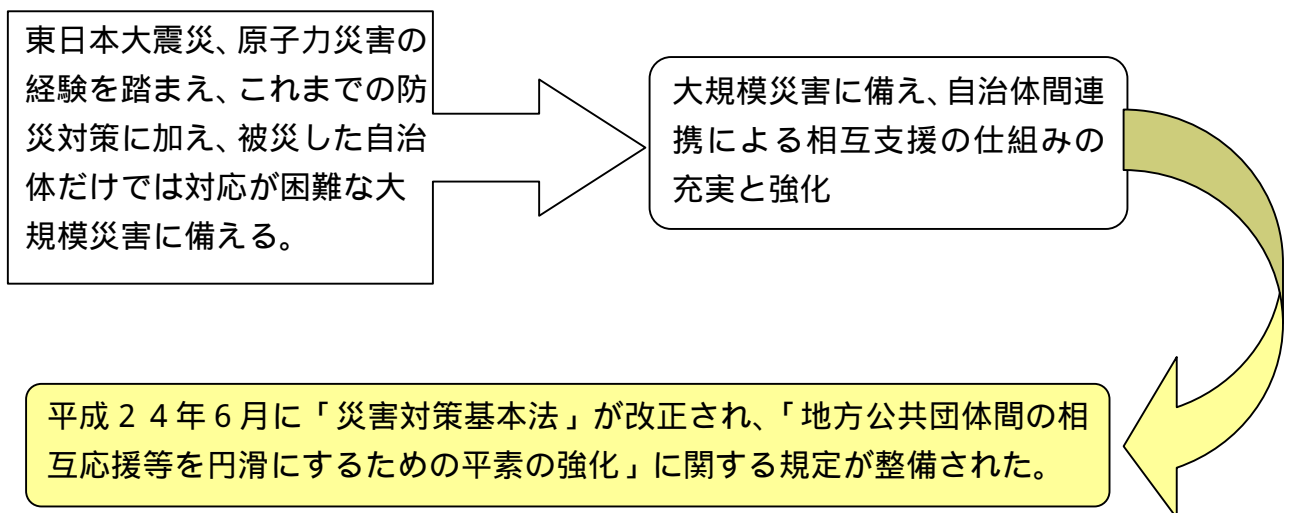 東日本大震災、原子力災害の
経験を踏まえ、これまでの防
災対策に加え、被災した自治
体だけでは対応が困難な大
規模災害に備える。
大規模災害に備え、自治体間連
携による相互支援の仕組みの
充実と強化
平成24年6月に「災害対策基本法」が改正され、「地方公共団体間の相
互応援等を円滑にするための平素の強化」に関する規定が整備された。